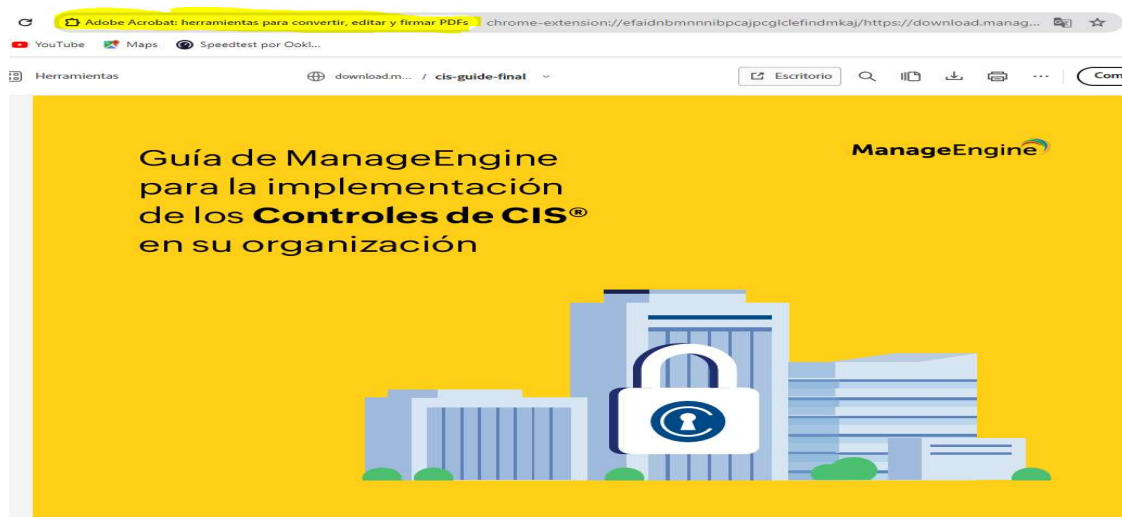 Adobe Acrobat: herramientas para convertir, editar y firmar PDFs chrome-extension://efaidnbmnnnibpcajpcglclefindmkaj/https://download.manag...
YouTube Maps Speedtest por Ookl...
Herramientas download.m... / cis-guide-final Escritorio ... Com
Guía de ManageEngine
para la implementación
de los Controles de CIS®
en su organización
ManageEngine